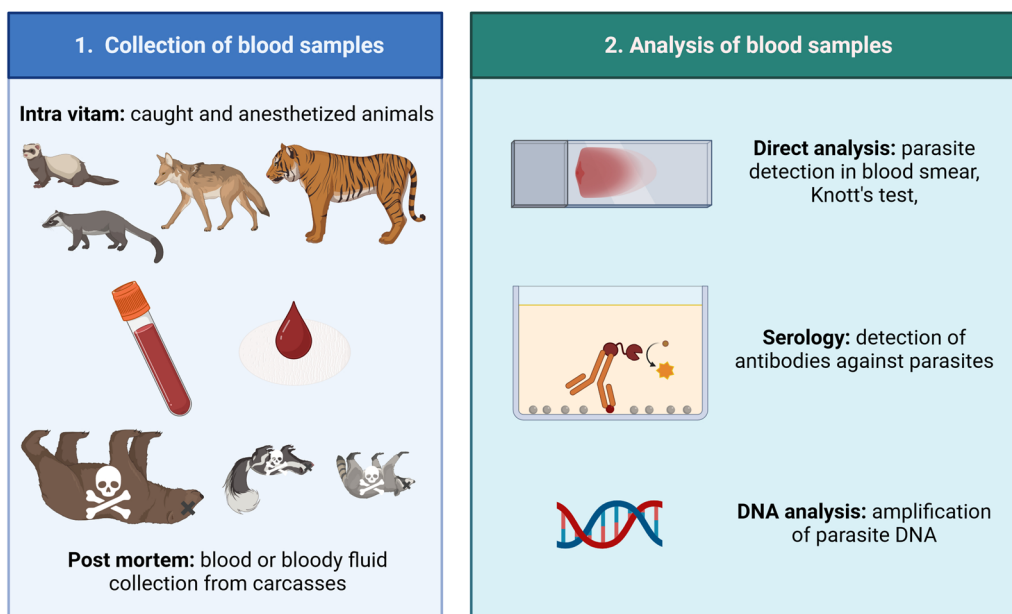 1. Collection of blood samples
Intra vitam: caught and anesthetized animals
Post mortem: blood or bloody fluid
collection from carcasses
2. Analysis of blood samples
Direct analysis: parasite
detection in blood smear,
Knott's test,
Serology: detection of
antibodies against parasites
DNA analysis: amplification
of parasite DNA